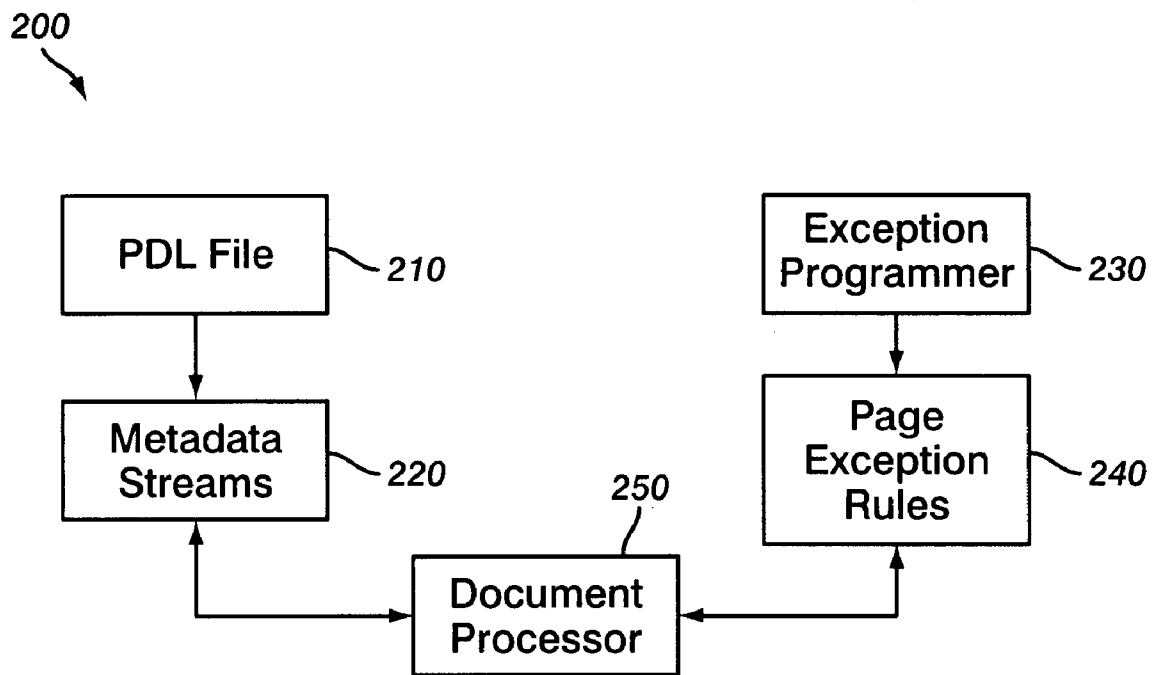 200
PDL File
210
Exception
Programmer
230
Metadata
Streams
220
Page
Exception
Rules
240
250
Document
Processor